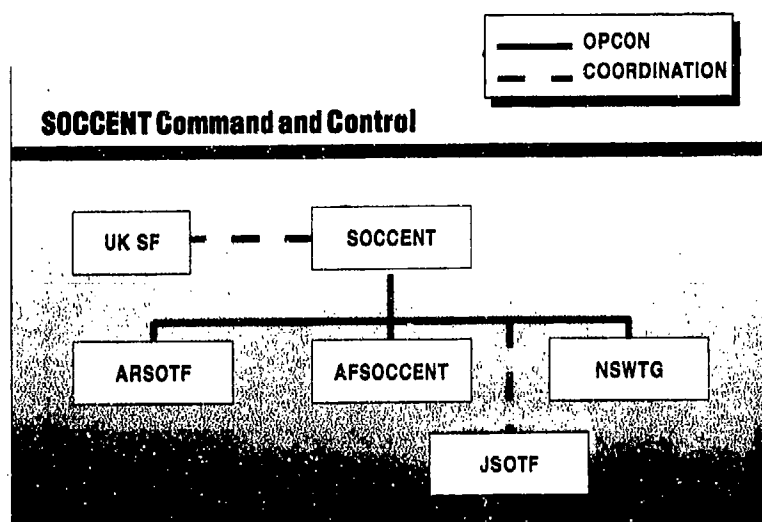 OPCON
COORDINATION
SOCCENT Command and Control
UK SF
SOCCENT
ARSOTF
AFSOCCENT
NSWTG
JSOTF